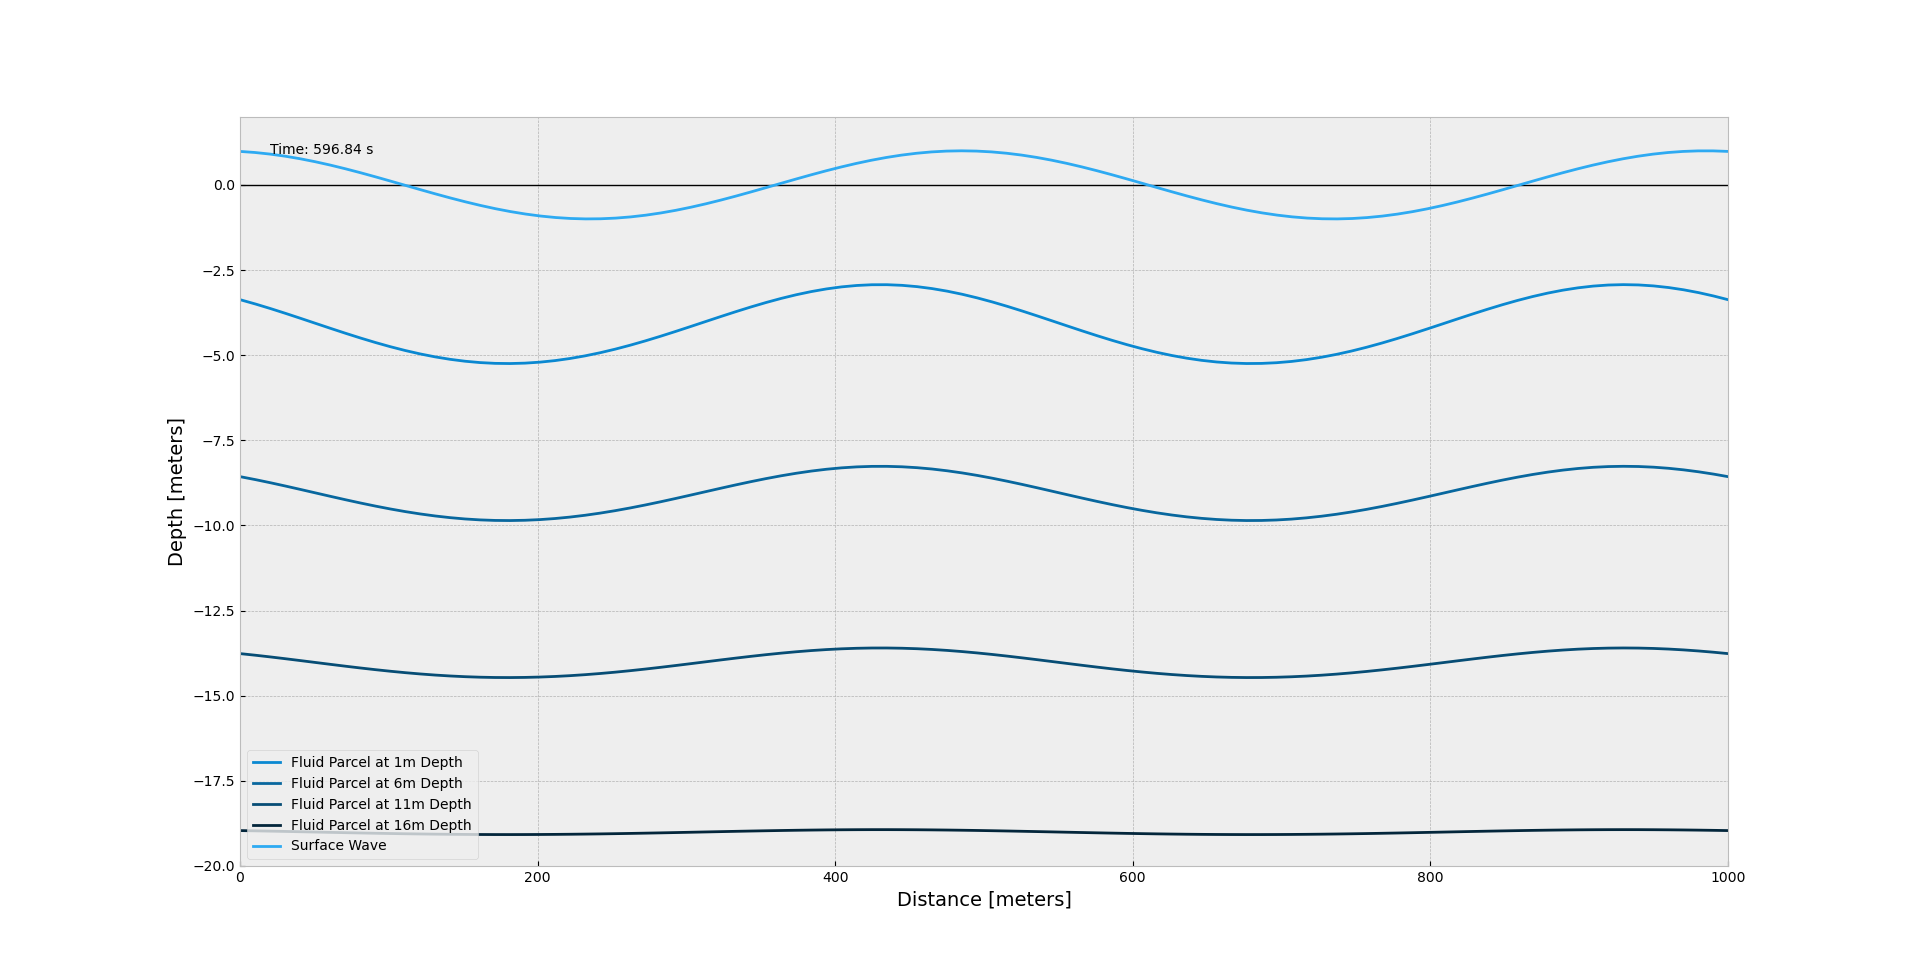 Time: 596.84 s
0.0
−2.5
−5.0
−7.5
−10.0
−12.5
−15.0
−17.5
−20.0
Depth [meters]
Fluid Parcel at 1m Depth
Fluid Parcel at 6m Depth
Fluid Parcel at 11m Depth
Fluid Parcel at 16m Depth
Surface Wave
0 200 400 600 800 1000
Distance [meters]